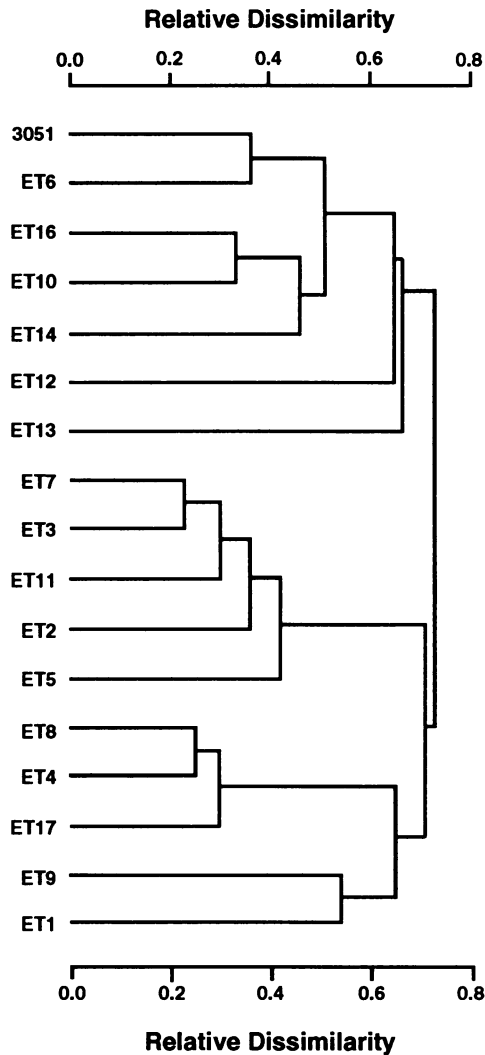 Relative Dissimilarity
0.0 0.2 0.4 0.6 0.8
3051
ET6
ET16
ET10
ET14
ET12
ET13
ET7
ET3
ET11
ET2
ET5
ET8
ET4
ET17
ET9
ET1
0.0 0.2 0.4 0.6 0.8
Relative Dissimilarity